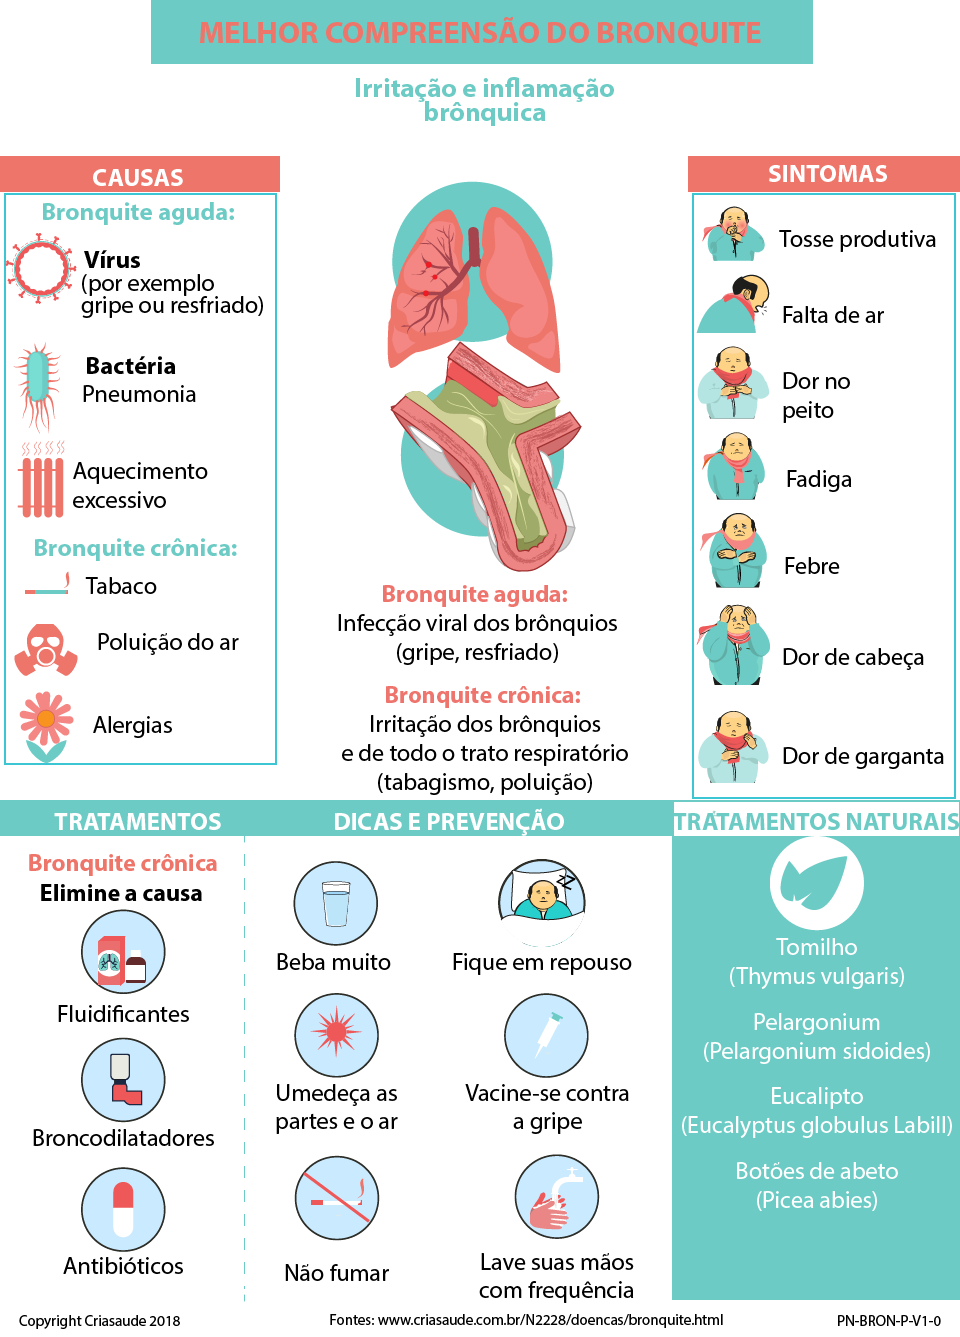 MELHOR COMPREENSÃO DO BRONQUITE
Irritação e inflamação
brônquica
CAUSAS
Bronquite aguda:
Vírus
(por exemplo
gripe ou resfriado)
Bactéria
Pneumonia
Aquecimento
excessivo
Bronquite crônica:
Tabaco
Poluição do ar
Alergias
Bronquite aguda:
Infecção viral dos brônquios
(gripe, resfriado)
Bronquite crônica:
Irritação dos brônquios
e de todo o trato respiratório
(tabagismo, poluição)
SINTOMAS
Tosse produtiva
Falta de ar
Dor no
peito
Fadiga
Febre
Dor de cabeça
Dor de garganta
TRATAMENTOS
Bronquite crônica
Elimine a causa
Fluidificantes
Broncodilatadores
Antibióticos
DICAS E PREVENÇÃO
Beba muito
Fique em repouso
Umedeça as
partes e o ar
Vacine-se contra
a gripe
Não fumar
Lave suas mãos
com frequência
TRATAMENTOS NATURAIS
Tomilho
(Thymus vulgaris)
Pelargonium
(Pelargonium sidoides)
Eucalipto
(Eucalyptus globulus Labill)
Botões de abeto
(Picea abies)
Copyright Criasaude 2018
Fontes: www.criasaude.com.br/N2228/doencas/bronquite.html
PN-BRON-P-V1-0